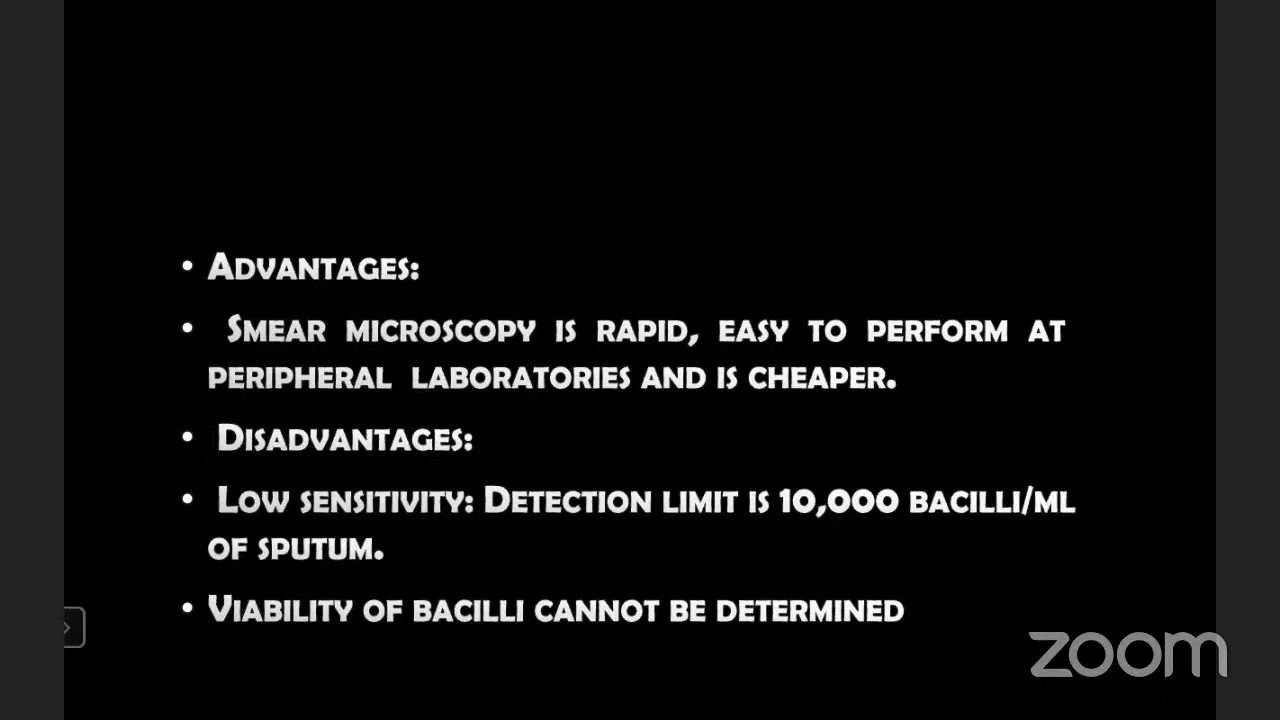 • Advantages:
• Smear microscopy is rapid, easy to perform at
peripheral laboratories and is cheaper.
• Disadvantages:
• Low sensitivity: Detection limit is 10,000 bacilli/ml
of sputum.
• Viability of bacilli cannot be determined
zoom